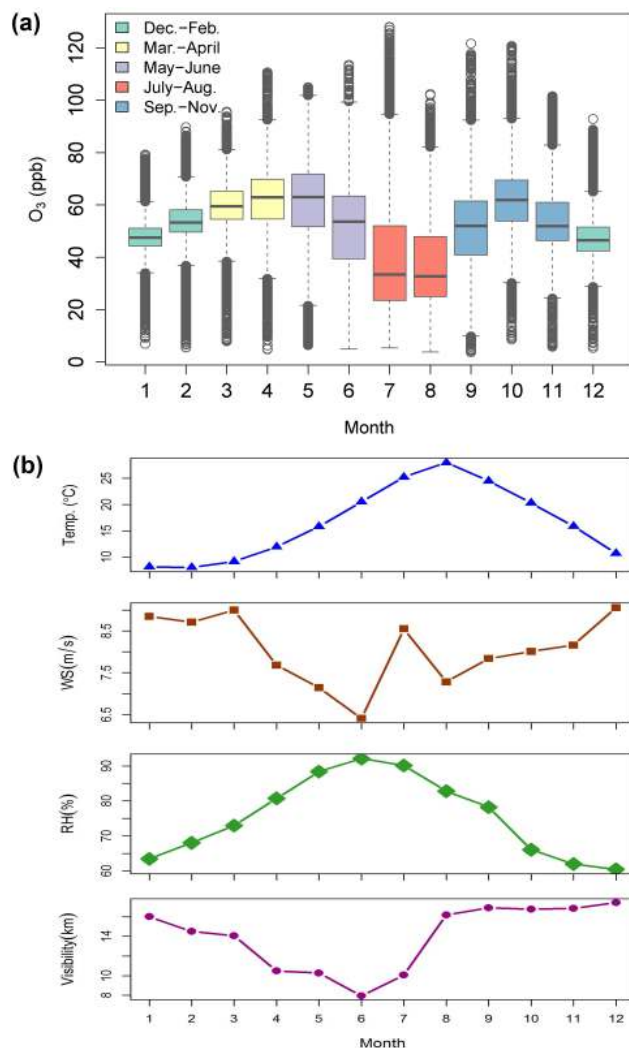 (a)
Dec.-Feb.
Mar.-April
May-June
July-Aug.
Sep.-Nov.
O3 (ppb)
120
100
80
60
40
20
0
1 2 3 4 5 6 7 8 9 10 11 12
Month
(b)
Temp. (°C)
25
20
15
10
WS(m/s)
8.5
7.5
6.5
RH(%)
90
80
70
60
Visibility(km)
14
10
8
1 2 3 4 5 6 7 8 9 10 11 12
Month